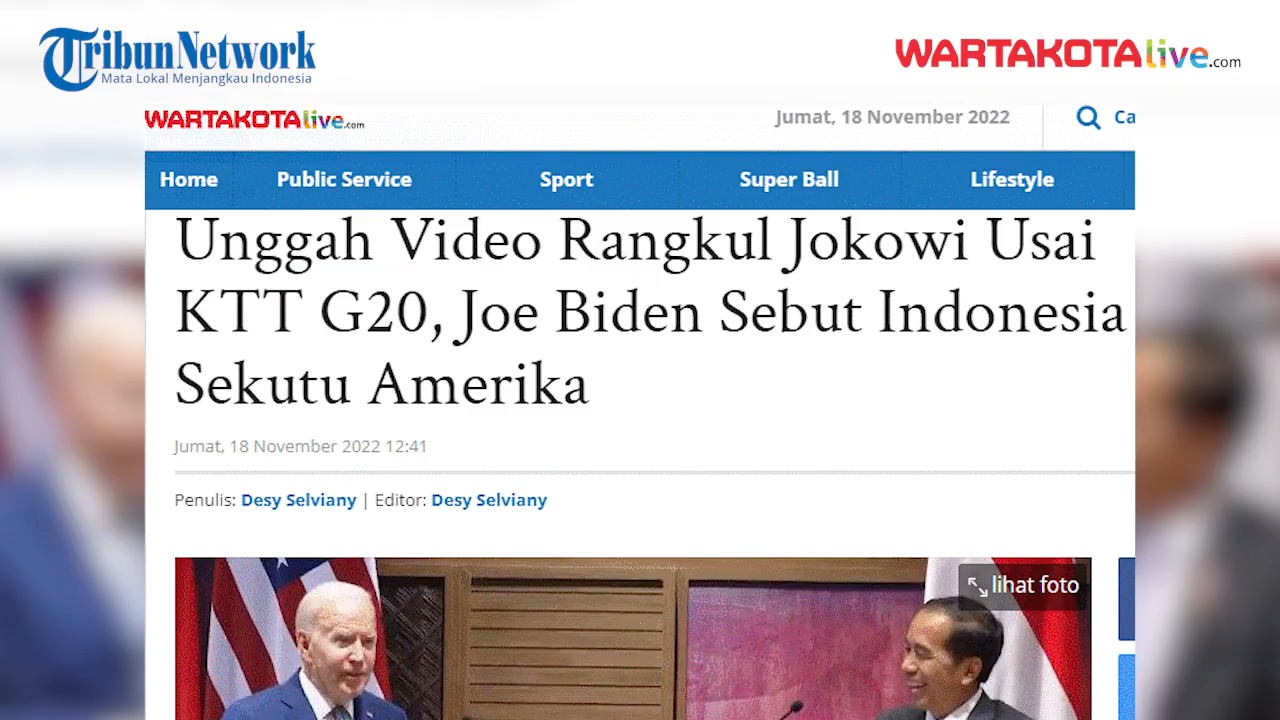 TribunNetwork
Mata Lokal Menjangkau Indonesia
WARTAKOTAlive.com
WARTAKOTAlive.com
Jumat, 18 November 2022
Ca
Home Public Service Sport Super Ball Lifestyle
Unggah Video Rangkul Jokowi Usai
KTT G20, Joe Biden Sebut Indonesia
Sekutu Amerika
Jumat, 18 November 2022 12:41
Penulis: Desy Selviany | Editor: Desy Selviany
lihat foto